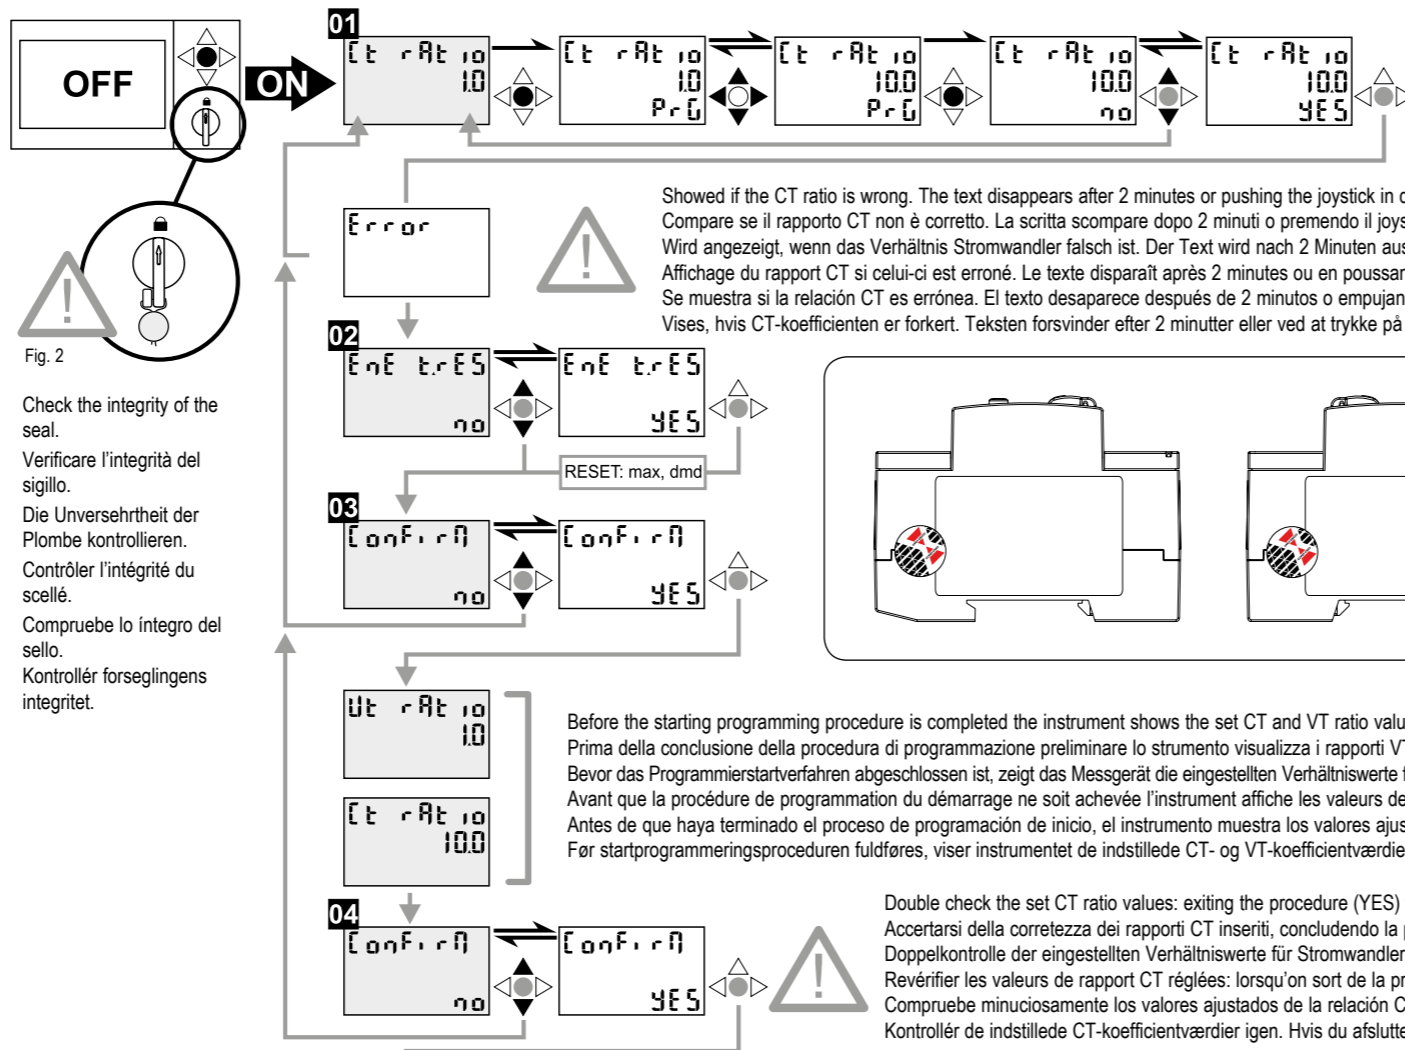 OFF
ON
01
Ct rAtio
1.0
Ct rAtio
1.0
PrG
Ct rAtio
10.0
PrG
Ct rAtio
10.0
no
Ct rAtio
10.0
YES
Error
Showed if the CT ratio is wrong. The text disappears after 2 minutes or pushing the joystick in
Compare se il rapporto CT non è corretto. La scritta scompare dopo 2 minuti o premendo il
Wird angezeigt, wenn das Verhältnis Stromwandler falsch ist. Der Text wird nach 2 Minuten
Affichage du rapport CT si celui-ci est erroné. Le texte disparaît après 2 minutes ou en
Se muestra si la relación CT es errónea. El texto desaparece después de 2 minutos o
Vises, hvis CT-koefficienten er forkert. Teksten forsvinder efter 2 minutter eller ved at trykke på
Fig. 2
Check the integrity of the
seal.
Verificare l'integrità del
sigillo.
Die Unversehrtheit der
Plombe kontrollieren.
Contrôler l'intégrité du
scellé.
Compruebe lo íntegro del
sello.
Kontrollér forseglingens
integritet.
02
EnE t.rES
no
EnE t.rES
YES
RESET: max, dmd
03
ConFirM
no
ConFirM
YES
Ut rAtio
1.0
Ct rAtio
10.0
Before the starting programming procedure is completed the instrument shows the set CT and VT ratio
Prima della conclusione della procedura di programmazione preliminare lo strumento visualizza i rapporti
Bevor das Programmierstartverfahren abgeschlossen ist, zeigt das Messgerät die eingestellten Verhältniswerte
Avant que la procédure de programmation du démarrage ne soit achevée l'instrument affiche les valeurs de
Antes de que haya terminado el proceso de programación de inicio, el instrumento muestra los valores
Før startprogrammeringsproceduren fuldføres, viser instrumentet de indstillede CT- og
04
ConFirM
no
ConFirM
YES
Double check the set CT ratio values: exiting the procedure (YES)
Accertarsi della corretezza dei rapporti CT inseriti, concludendo la
Doppelkontrolle der eingestellten Verhältniswerte für Stromwandler
Revérifier les valeurs de rapport CT réglées: lorsqu'on sort de la
Compruebe minuciosamente los valores ajustados de la relación
Kontrollér de indstillede CT-koefficientværdier igen. Hvis du